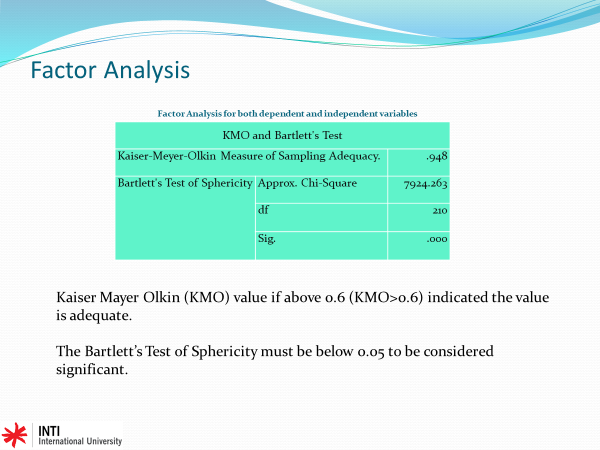 Factor Analysis
Factor Analysis for both dependent and independent variables
KMO and Bartlett's Test
Kaiser-Meyer-Olkin Measure of Sampling Adequacy. .948
Bartlett's Test of Sphericity Approx. Chi-Square 7924.263
df 210
Sig. .000
Kaiser Mayer Olkin (KMO) value if above 0.6 (KMO>0.6) indicated the value
is adequate.
The Bartlett's Test of Sphericity must be below 0.05 to be considered
significant.
INTI
International University